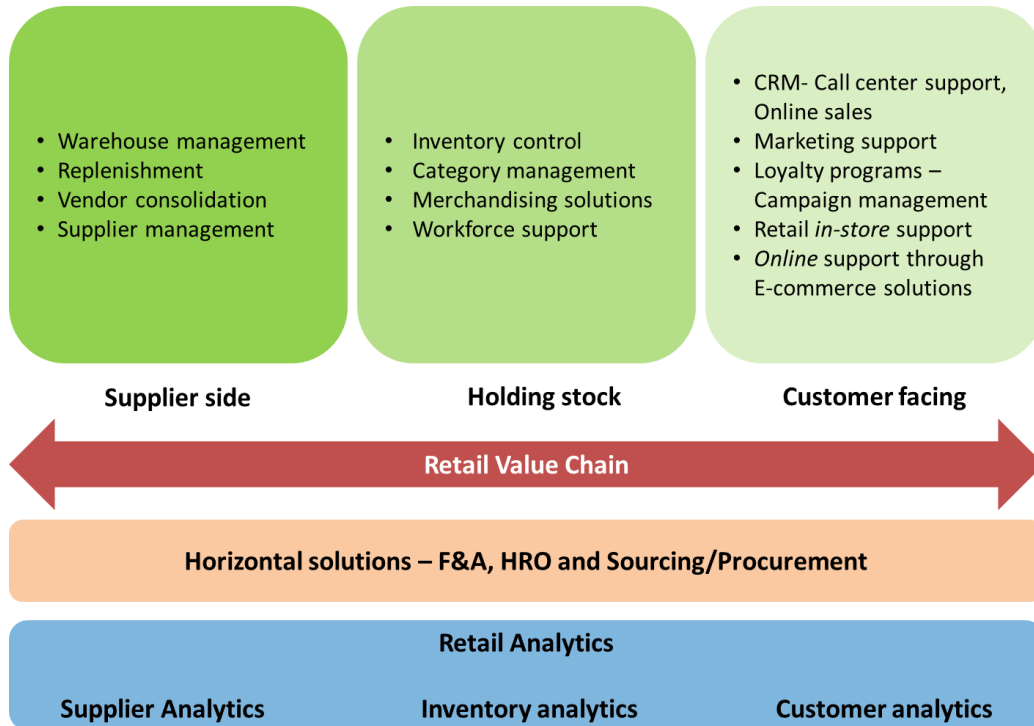 • Warehouse management
• Replenishment
• Vendor consolidation
• Supplier management
• Inventory control
• Category management
• Merchandising solutions
• Workforce support
• CRM- Call center support,
Online sales
• Marketing support
• Loyalty programs –
Campaign management
• Retail in-store support
• Online support through
E-commerce solutions
Supplier side
Holding stock
Customer facing
Retail Value Chain
Horizontal solutions – F&A, HRO and Sourcing/Procurement
Retail Analytics
Supplier Analytics
Inventory analytics
Customer analytics